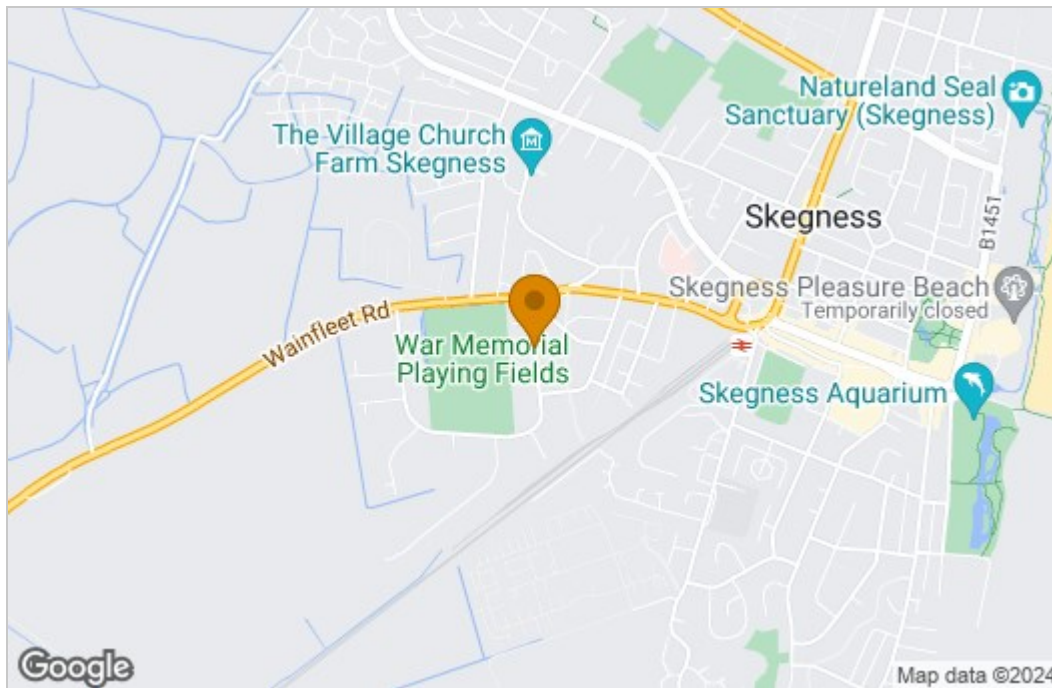 Natureland Seal
Sanctuary (Skegness)
The Village Church
Farm Skegness
B1451
Skegness
Skegness Pleasure Beach
Temporarily closed
Wainfleet Rd
War Memorial
Playing Fields
Skegness Aquarium
Google
Map data ©2024